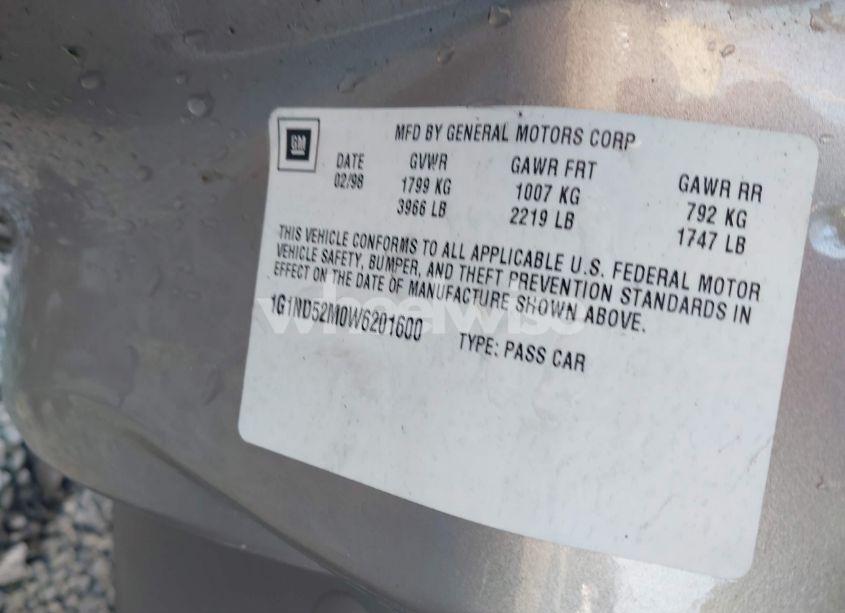 GM
MFD BY GENERAL MOTORS CORP
DATE GVWR GAWR FRT GAWR RR
02/98 1799 KG 1007 KG 792 KG
3966 LB 2219 LB 1747 LB
THIS VEHICLE CONFORMS TO ALL APPLICABLE U.S. FEDERAL MOTOR
VEHICLE SAFETY, BUMPER, AND THEFT PREVENTION STANDARDS IN
EFFECT ON THE DATE OF MANUFACTURE SHOWN ABOVE.
1G1ND52M0W6201600 TYPE: PASS CAR
wheelwise